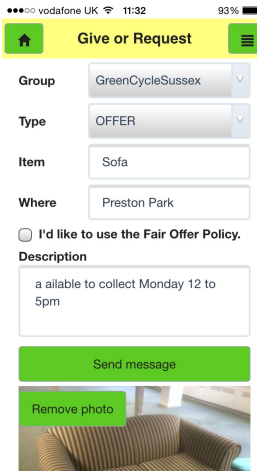 vodafone UK 11:32 93%
Give or Request
Group GreenCycleSussex
Type OFFER
Item Sofa
Where Preston Park
I'd like to use the Fair Offer Policy.
Description
a ailable to collect Monday 12 to
5pm
Send message
Remove photo